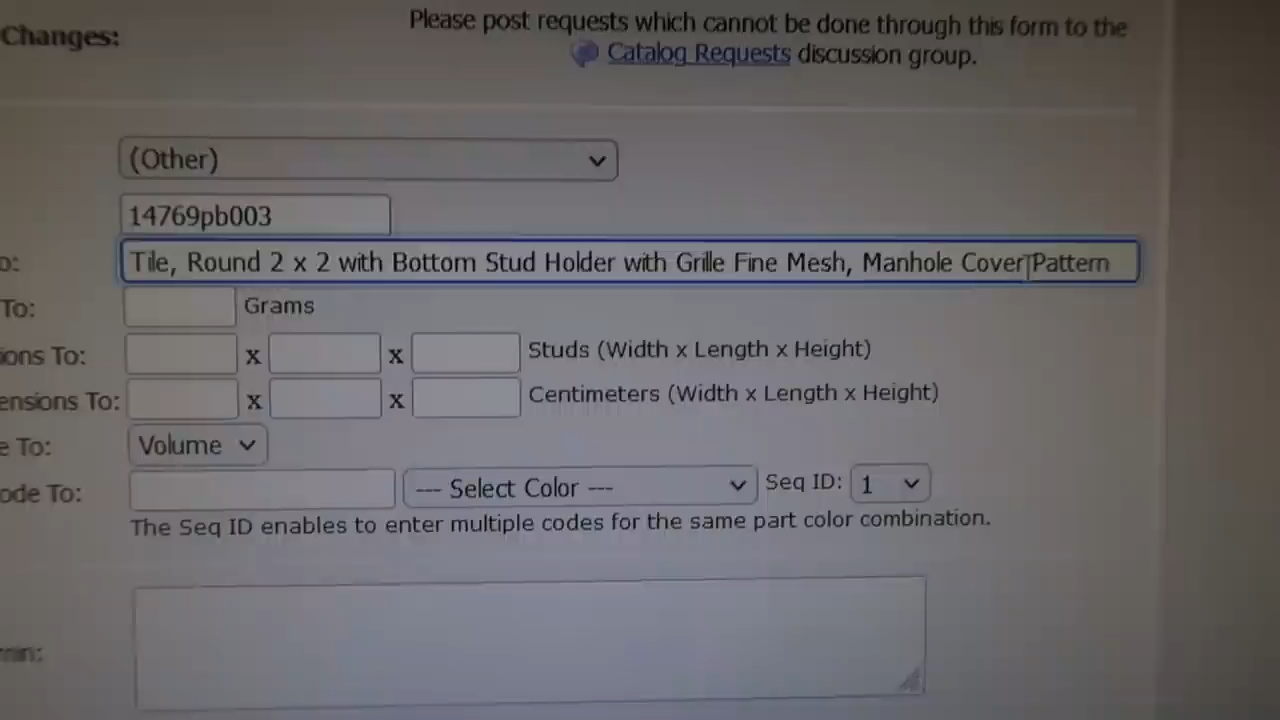 Changes:
Please post requests which cannot be done through this form to the
Catalog Requests discussion group.
(Other)
14769pb003
o:
Tile, Round 2 x 2 with Bottom Stud Holder with Grille Fine Mesh, Manhole Cover Pattern
To:
Grams
ions To:
x
x
Studs (Width x Length x Height)
ensions To:
x
x
Centimeters (Width x Length x Height)
e To:
Volume
ode To:
--- Select Color ---
Seq ID:
1
The Seq ID enables to enter multiple codes for the same part color combination.